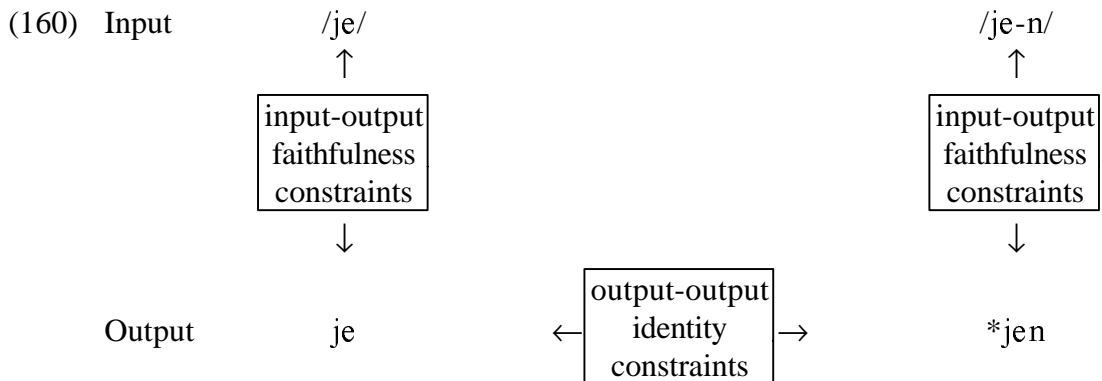 (160) Input /je/ /je-n/
↑ ↑
input-output input-output
faithfulness faithfulness
constraints constraints
↓ ↓
output-output
Output je ← identity → *jen
constraints